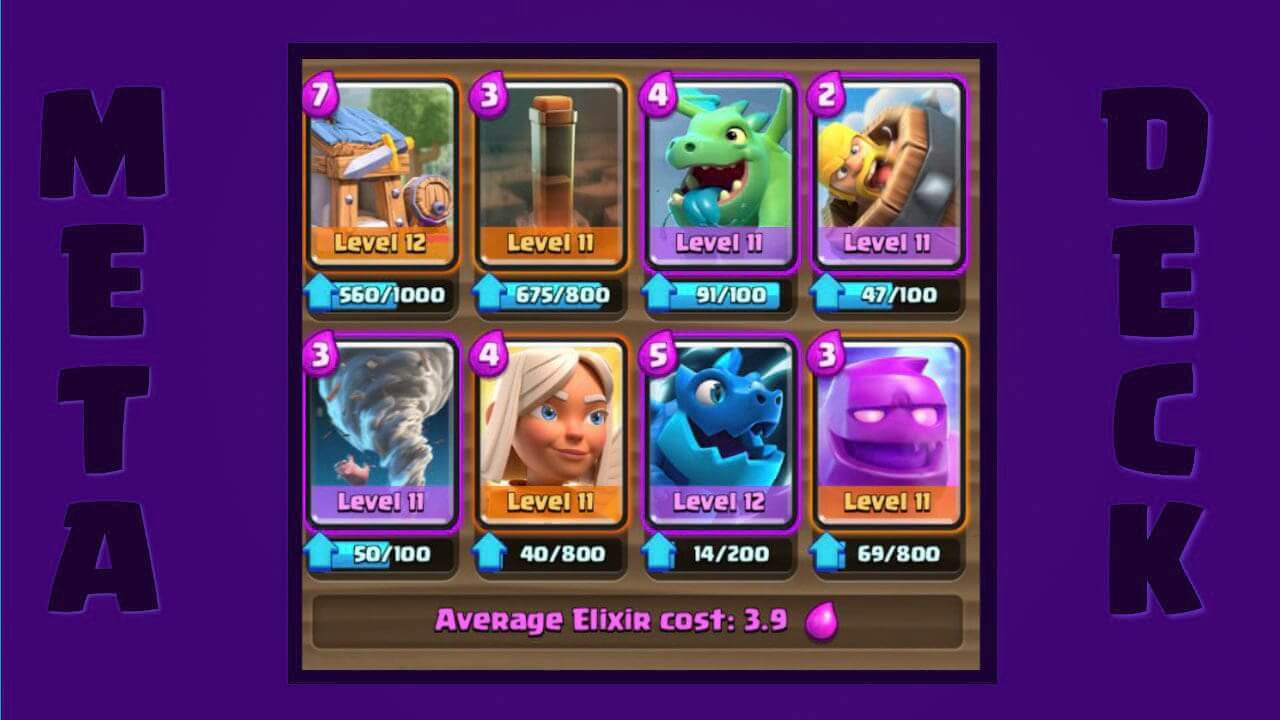 META
DECK
7
3
4
2
Level 12
Level 11
Level 11
Level 11
560/1000
675/800
91/100
47/100
3
4
5
3
Level 11
Level 11
Level 12
Level 11
50/100
40/800
14/200
69/800
Average Elixir cost: 3.9